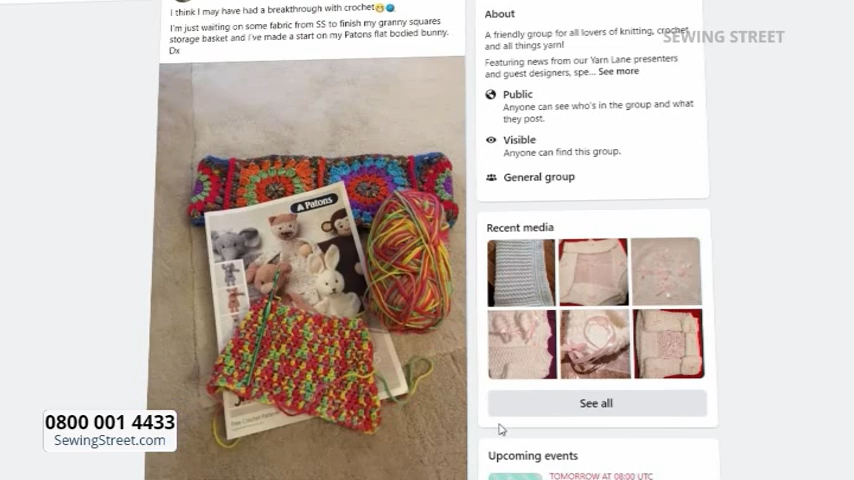 I think I may have had a breakthrough with crochet
I'm just waiting on some fabric from SS to finish my granny squares
storage basket and I've made a start on my Patons flat bodied bunny.
Dx
Patons
About
SEWING STREET
A friendly group for all lovers of knitting, crochet
and all things yarn!
Featuring news from our Yarn Lane presenters
and guest designers, spe... See more
Public
Anyone can see who's in the group and what
they post.
Visible
Anyone can find this group.
General group
Recent media
See all
Upcoming events
TOMORROW AT 08:00 UTC
0800 001 4433
SewingStreet.com